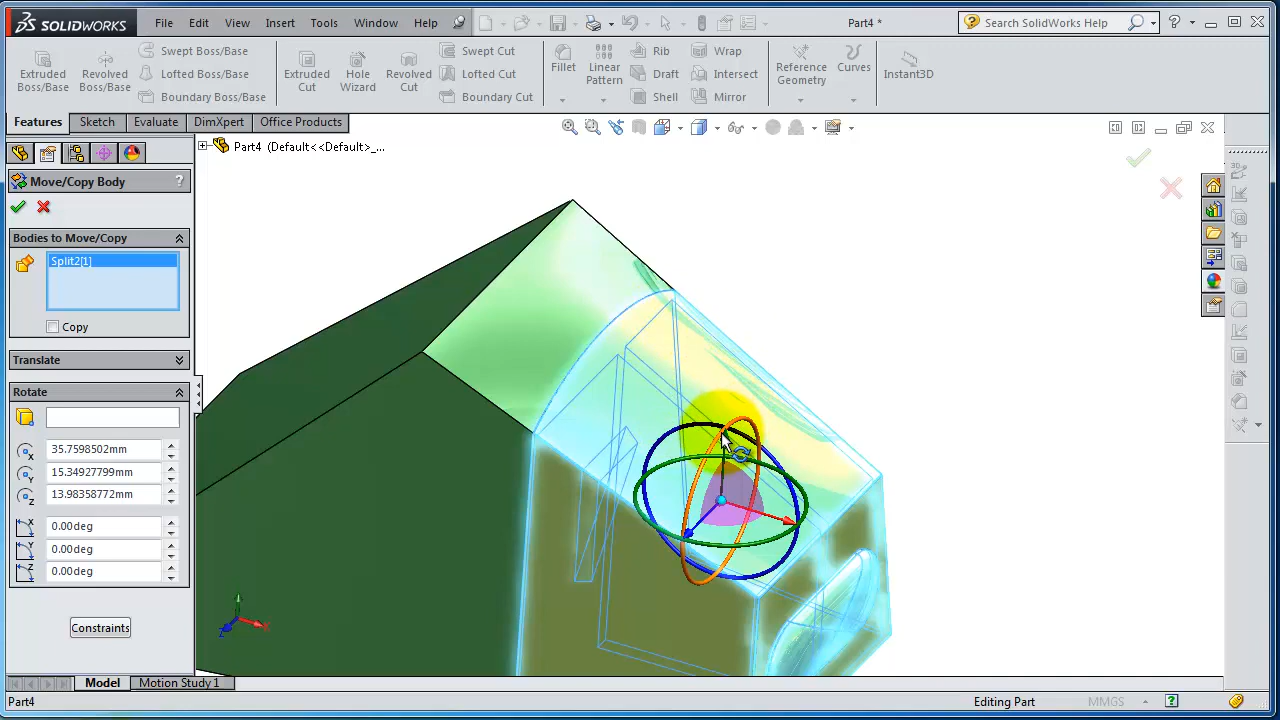 SOLIDWORKS
File Edit View Insert Tools Window Help
Part4 *
Search SolidWorks Help
Extruded Boss/Base
Revolved Boss/Base
Swept Boss/Base
Lofted Boss/Base
Boundary Boss/Base
Extruded Cut
Hole Wizard
Revolved Cut
Swept Cut
Lofted Cut
Boundary Cut
Fillet
Linear Pattern
Rib
Draft
Shell
Wrap
Intersect
Mirror
Reference Geometry
Curves
Instant3D
Features Sketch Evaluate DimXpert Office Products
Part4 (Default<<Default>_...
Move/Copy Body ?
Bodies to Move/Copy
Split2[1]
Copy
Translate
Rotate
X 35.7598502mm
Y 15.34927799mm
Z 13.98358772mm
X 0.00deg
Y 0.00deg
Z 0.00deg
Constraints
Model Motion Study 1
Part4 Editing Part MMGS